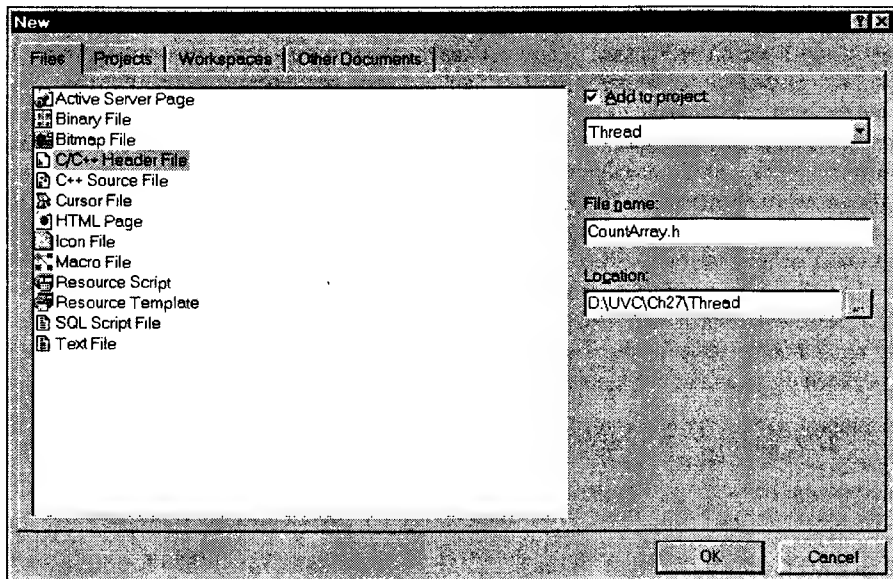 New
Files Projects Workspaces Other Documents
Active Server Page
Binary File
Bitmap File
C/C++ Header File
C++ Source File
Cursor File
HTML Page
Icon File
Macro File
Resource Script
Resource Template
SQL Script File
Text File
Add to project
Thread
File name:
CountArray.h
Location:
D:\UVC\Ch27\Thread
...
OK Cancel